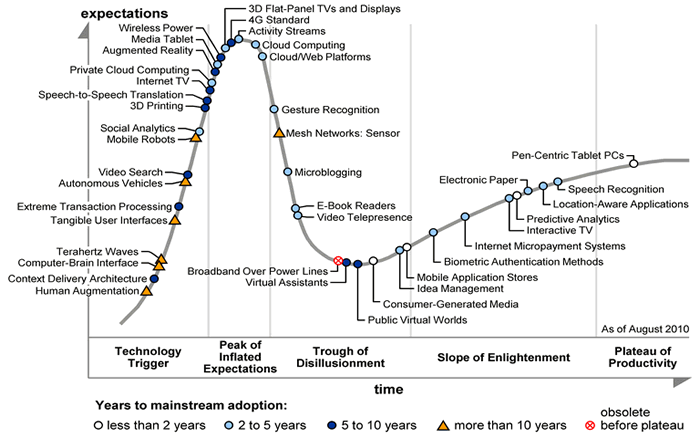 expectations
3D Flat-Panel TVs and Displays
4G Standard
Activity Streams
Wireless Power
Media Tablet
Augmented Reality
Cloud Computing
Cloud/Web Platforms
Private Cloud Computing
Internet TV
Speech-to-Speech Translation
3D Printing
Gesture Recognition
Social Analytics
Mobile Robots
Mesh Networks: Sensor
Video Search
Autonomous Vehicles
Microblogging
Extreme Transaction Processing
Tangible User Interfaces
E-Book Readers
Video Telepresence
Terahertz Waves
Computer-Brain Interface
Context Delivery Architecture
Human Augmentation
Broadband Over Power Lines
Virtual Assistants
Public Virtual Worlds
Consumer-Generated Media
Idea Management
Mobile Application Stores
Biometric Authentication Methods
Internet Micropayment Systems
Interactive TV
Predictive Analytics
Electronic Paper
Location-Aware Applications
Speech Recognition
Pen-Centric Tablet PCs
As of August 2010
Technology
Trigger
Peak of
Inflated
Expectations
Trough of
Disillusionment
Slope of Enlightenment
Plateau of
Productivity
time
Years to mainstream adoption:
less than 2 years
2 to 5 years
5 to 10 years
more than 10 years
obsolete
before plateau